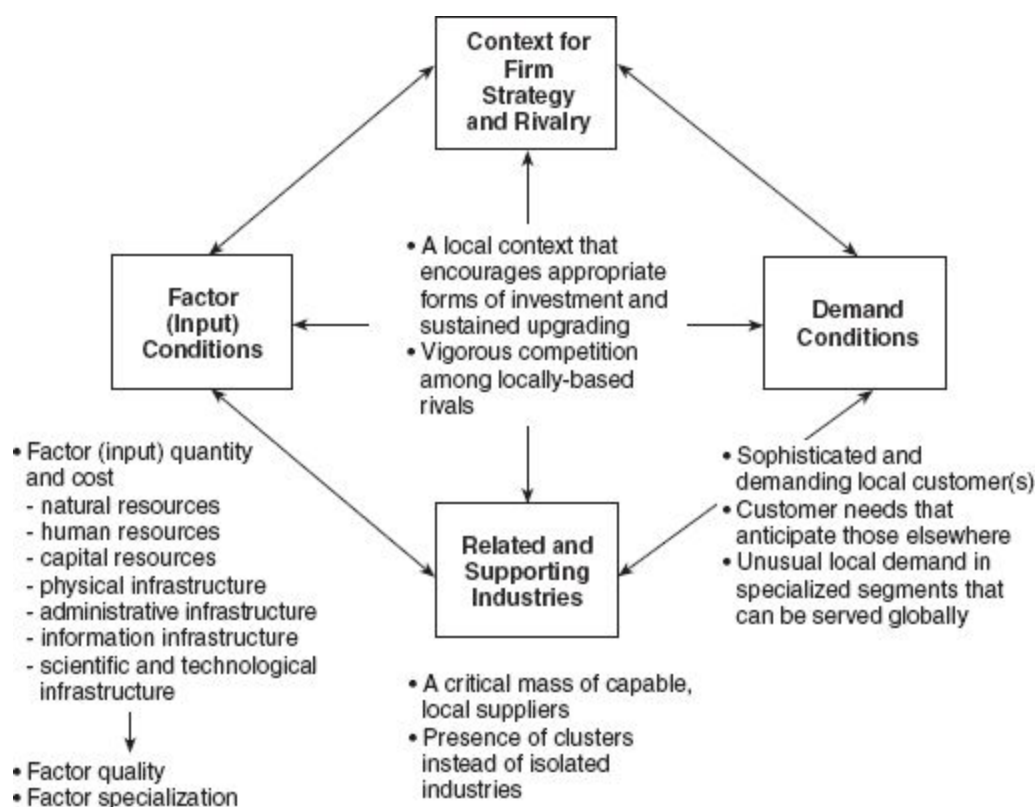 Context for
Firm
Strategy
and Rivalry
• A local context that
encourages appropriate
forms of investment and
sustained upgrading
• Vigorous competition
among locally-based
rivals
Factor
(Input)
Conditions
Demand
Conditions
• Factor (input) quantity
and cost
- natural resources
- human resources
- capital resources
- physical infrastructure
- administrative infrastructure
- information infrastructure
- scientific and technological
infrastructure
• Factor quality
• Factor specialization
Related and
Supporting
Industries
• A critical mass of capable,
local suppliers
• Presence of clusters
instead of isolated
industries
• Sophisticated and
demanding local customer(s)
• Customer needs that
anticipate those elsewhere
• Unusual local demand in
specialized segments that
can be served globally